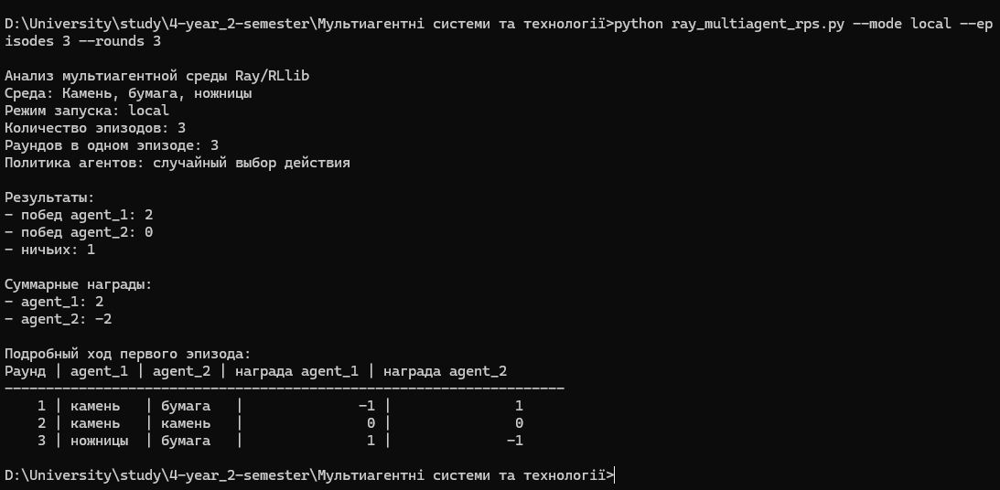 D:\University\study\4-year_2-semester\Мультиагентні системи та технології>python ray_multiagent_rps.py --mode local --ep
isodes 3 --rounds 3
Анализ мультиагентной среды Ray/RLlib
Среда: Камень, бумага, ножницы
Режим запуска: local
Количество эпизодов: 3
Раундов в одном эпизоде: 3
Политика агентов: случайный выбор действия
Результаты:
- побед agent_1: 2
- побед agent_2: 0
- ничьих: 1
Суммарные награды:
- agent_1: 2
- agent_2: -2
Подробный ход первого эпизода:
Раунд | agent_1 | agent_2 | награда agent_1 | награда agent_2
--------------------------------------------------------------------
    1 | камень   | бумага   |              -1 |               1
    2 | камень   | камень   |               0 |               0
    3 | ножницы  | бумага   |               1 |              -1
D:\University\study\4-year_2-semester\Мультиагентні системи та технології>